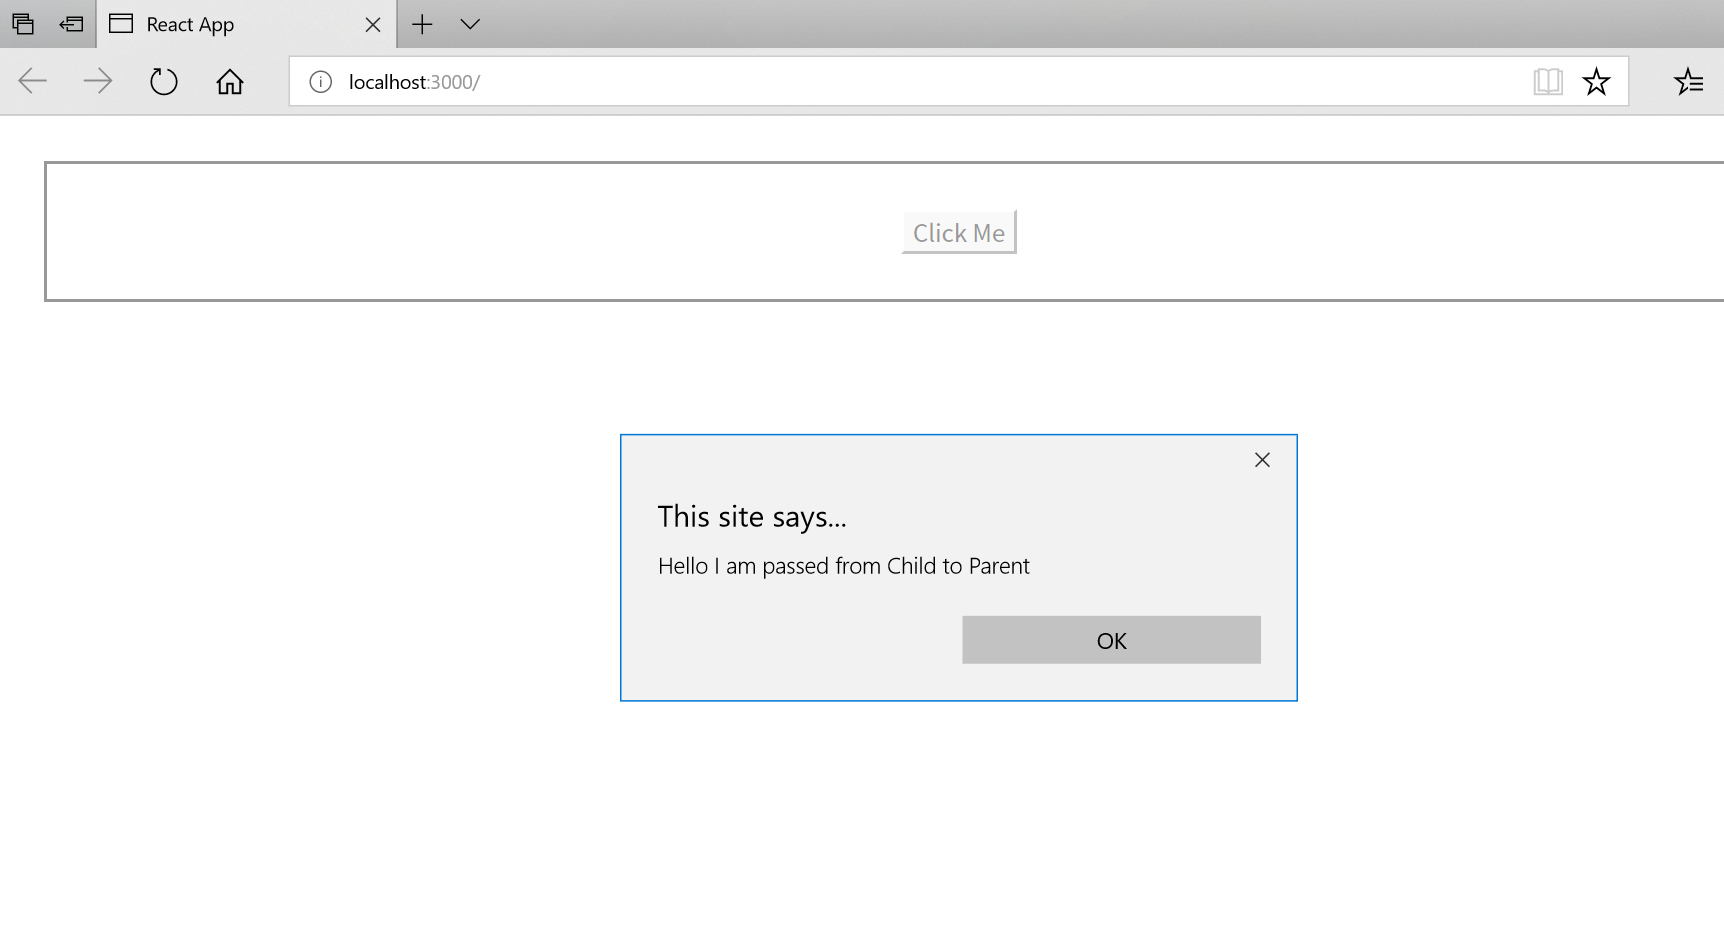 React App
localhost:3000/
Click Me
This site says...
Hello I am passed from Child to Parent
OK